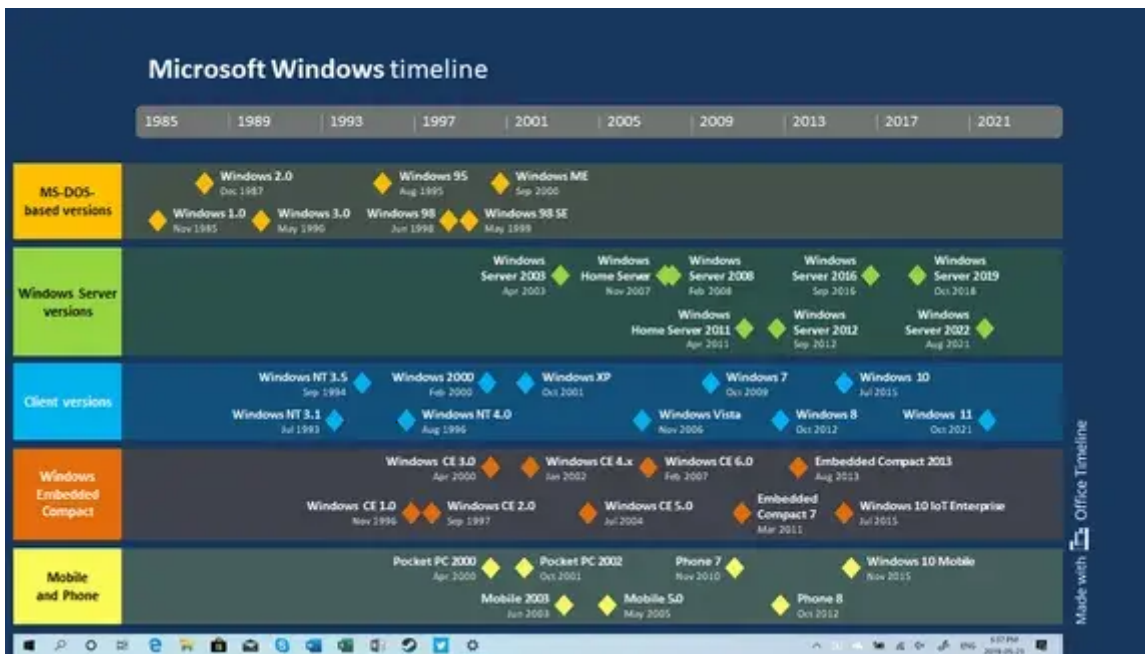 Microsoft Windows timeline
1985 1989 1993 1997 2001 2005 2009 2013 2017 2021
MS-DOS-
based versions
Windows 2.0
Dec 1987
Windows 95
Aug 1995
Windows ME
Sep 2000
Windows 1.0
Nov 1985
Windows 3.0
May 1990
Windows 98
Jun 1998
Windows 98 SE
May 1999
Windows Server
versions
Windows
Server 2003
Apr 2003
Windows
Home Server
Nov 2007
Windows
Server 2008
Feb 2008
Windows
Server 2016
Sep 2016
Windows
Server 2019
Oct 2018
Windows
Home Server 2011
Apr 2011
Windows
Server 2012
Sep 2012
Windows
Server 2022
Aug 2021
Client versions
Windows NT 3.5
Sep 1994
Windows 2000
Feb 2000
Windows XP
Oct 2001
Windows 7
Oct 2009
Windows 10
Jul 2015
Windows NT 3.1
Jul 1993
Windows NT 4.0
Aug 1996
Windows Vista
Nov 2006
Windows 8
Oct 2012
Windows 11
Oct 2021
Windows
Embedded
Compact
Windows CE 3.0
Apr 2000
Windows CE 4.x
Jan 2002
Windows CE 6.0
Feb 2007
Embedded Compact 2013
Aug 2013
Windows CE 1.0
Nov 1996
Windows CE 2.0
Sep 1997
Windows CE 5.0
Jul 2004
Embedded
Compact 7
Mar 2011
Windows 10 IoT Enterprise
Jul 2015
Mobile
and Phone
Pocket PC 2000
Apr 2000
Pocket PC 2002
Oct 2001
Phone 7
Nov 2010
Windows 10 Mobile
Nov 2015
Mobile 2003
Jun 2003
Mobile 5.0
May 2005
Phone 8
Oct 2012
Made with Office Timeline
ENG